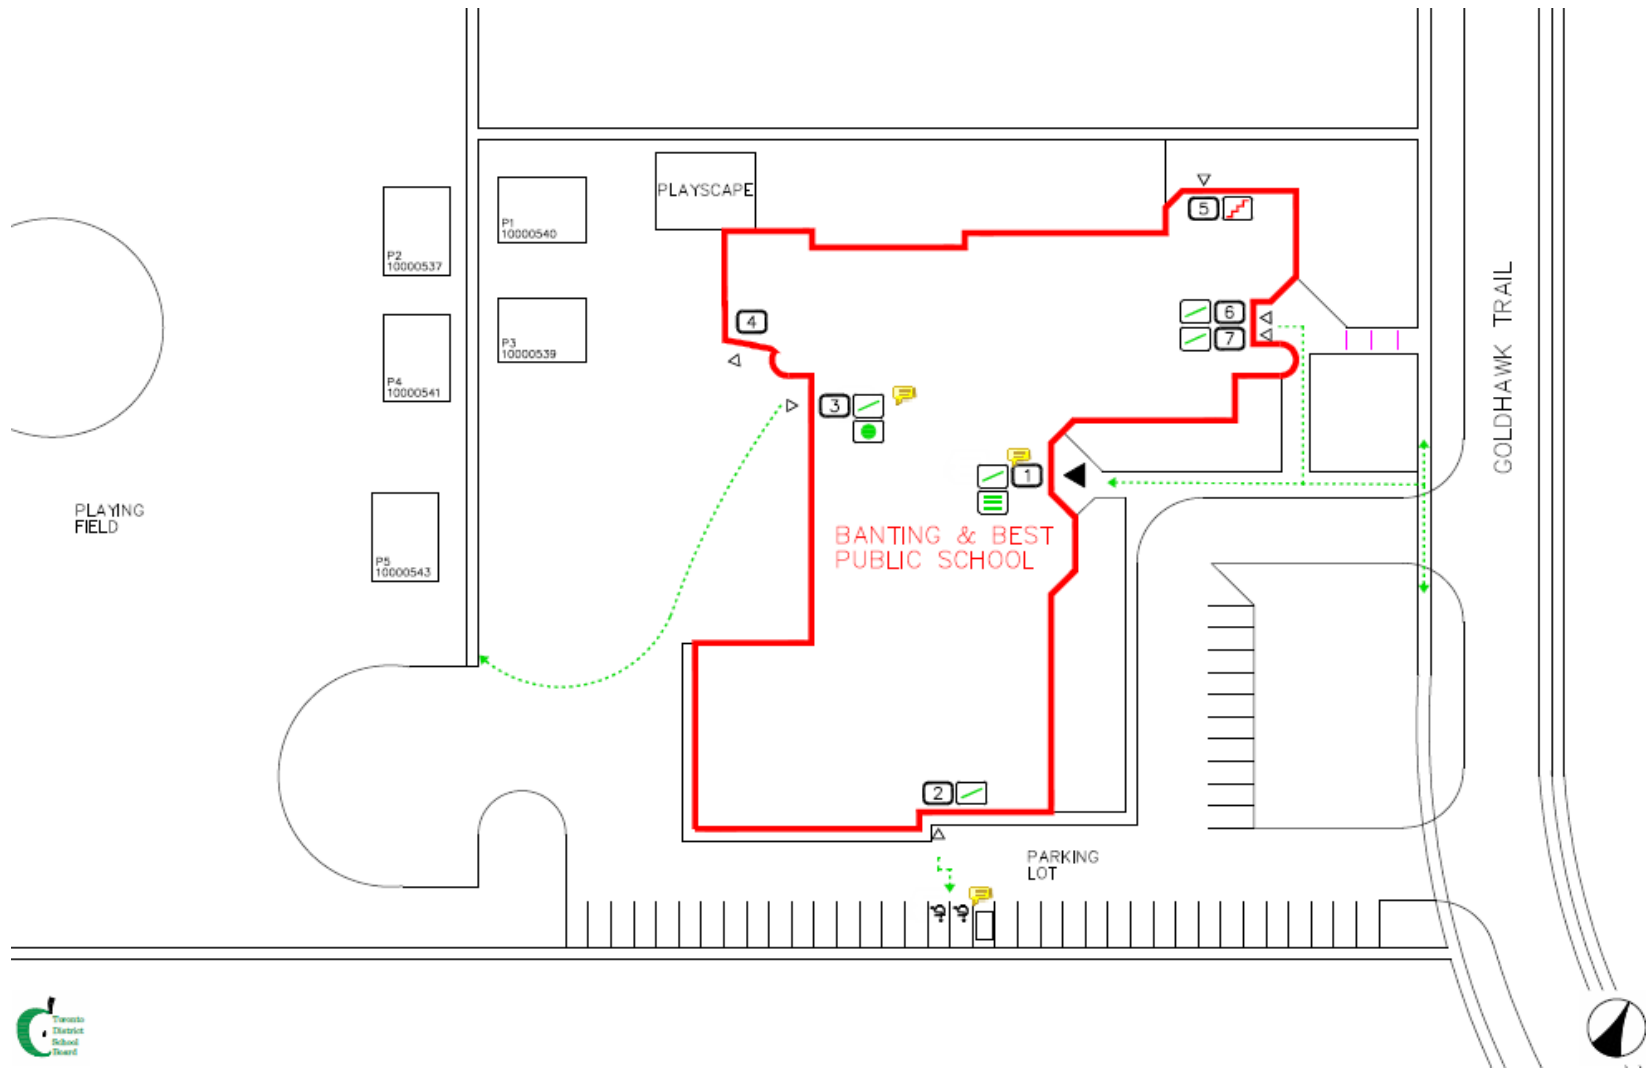 PLAYSCAPE
5
P1
10000540
P2
10000537
6
4
7
P3
10000539
P4
10000541
3
GOLDHAWK TRAIL
1
PLAYING
FIELD
BANTING & BEST
PUBLIC SCHOOL
P5
10000543
2
PARKING
LOT
Toronto
District
School
Board